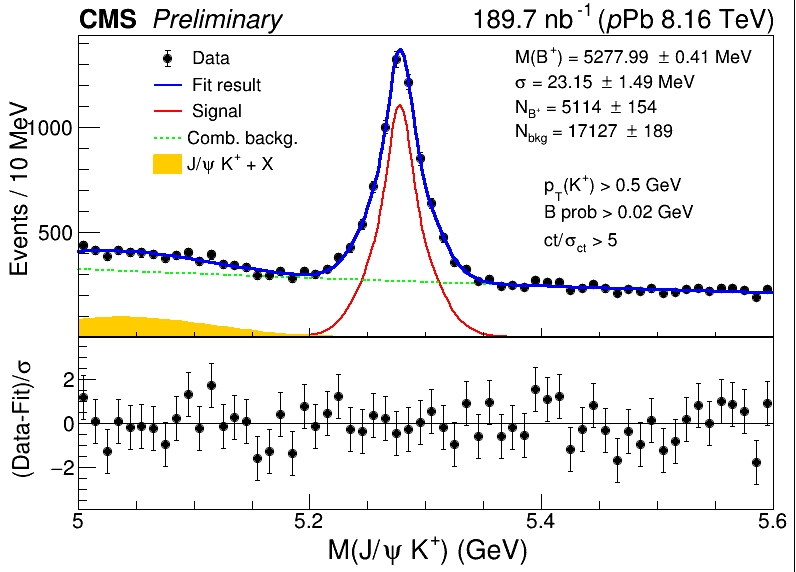 CMS Preliminary 189.7 nb⁻¹ (pPb 8.16 TeV)
Data
Fit result
Signal
Comb. backg.
J/ψ K⁺ + X
M(B⁺) = 5277.99 ± 0.41 MeV
σ = 23.15 ± 1.49 MeV
N_B⁺ = 5114 ± 154
N_bkg = 17127 ± 189
p_T(K⁺) > 0.5 GeV
B prob > 0.02 GeV
ct/σ_ct > 5
Events / 10 MeV
1000
500
(Data-Fit)/σ
2
0
−2
5 5.2 5.4 5.6
M(J/ψ K⁺) (GeV)